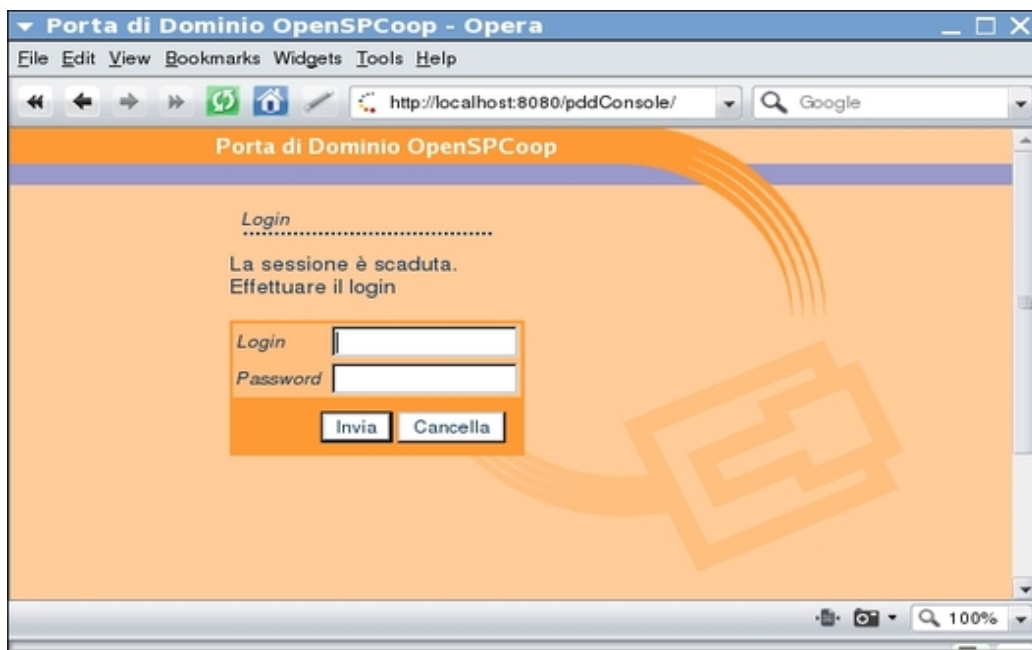 Porta di Dominio OpenSPCoop - Opera
File Edit View Bookmarks Widgets Tools Help
http://localhost:8080/pddConsole/ Google
Porta di Dominio OpenSPCoop
Login
La sessione è scaduta.
Effettuare il login
Login
Password
Invia Cancella
100%